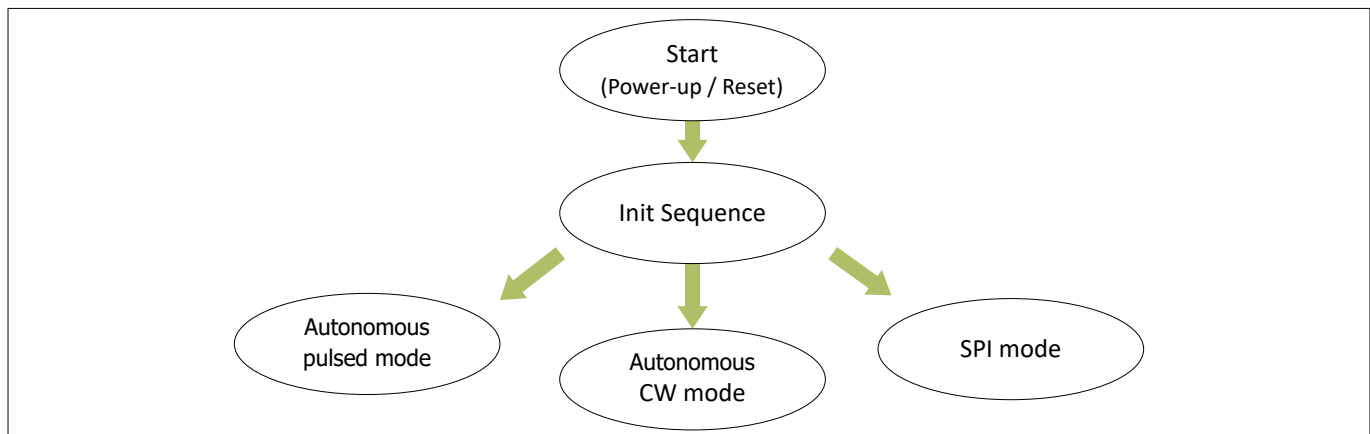 Start
(Power-up / Reset)
Init Sequence
Autonomous
pulsed mode
Autonomous
CW mode
SPI mode